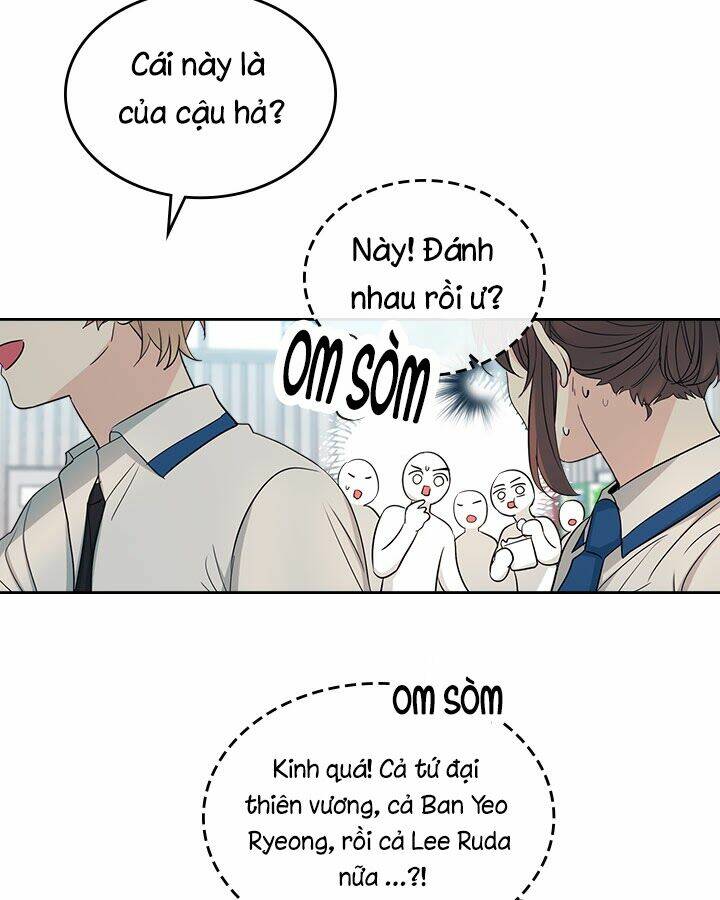 Cái này là
của cậu hả?
Này! Đánh
nhau rồi ư?
OM SÒM
OM SÒM
Kinh quá! Cả tứ đại
thiên vương, cả Ban Yeo
Ryeong, rồi cả Lee Ruda
nữa ...?!